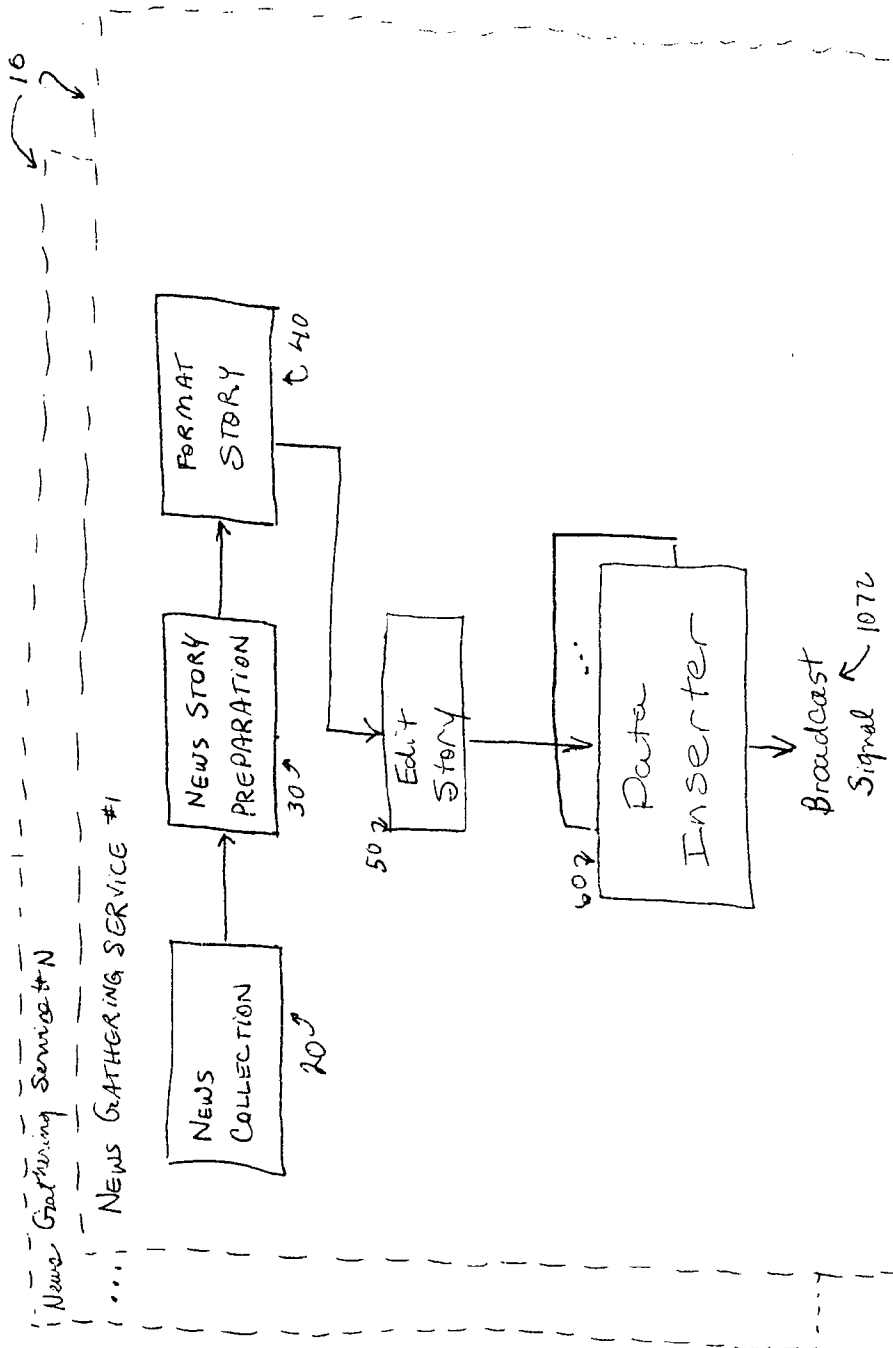 16
News Gathering Service #N
NEWS GATHERING SERVICE #1
NEWS
COLLECTION
20
NEWS STORY
PREPARATION
30
FORMAT
STORY
40
50
Edit
Story
60
Data
Inserter
Broadcast
Signal 1072